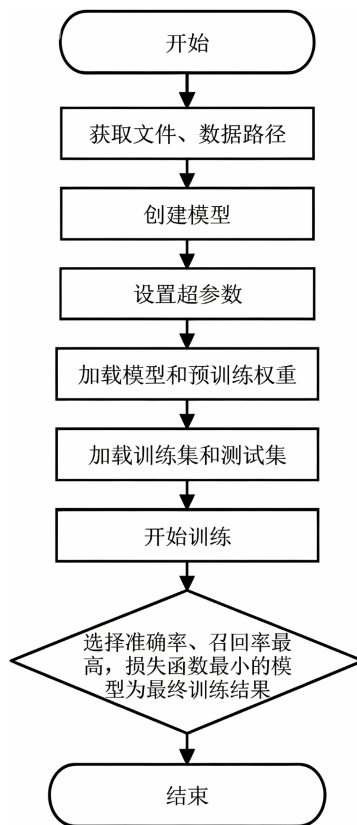 开始
获取文件、数据路径
创建模型
设置超参数
加载模型和预训练权重
加载训练集和测试集
开始训练
选择准确率、召回率最
高，损失函数最小的模
型为最终训练结果
结束